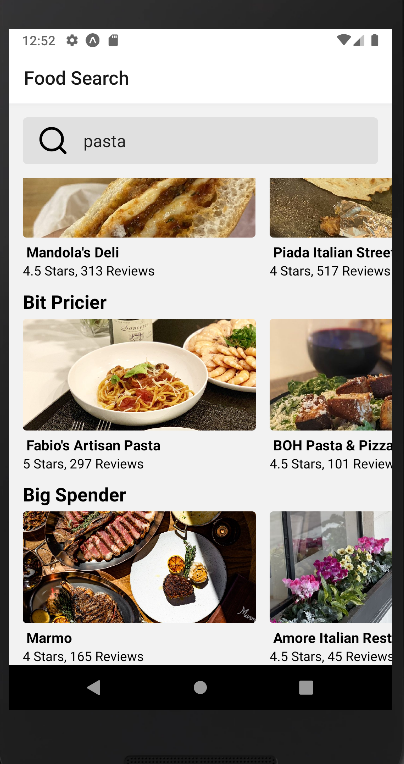 12:52
Food Search
pasta
Mandola's Deli
4.5 Stars, 313 Reviews
Piada Italian Street
4 Stars, 517 Reviews
Bit Pricier
Fabio's Artisan Pasta
5 Stars, 297 Reviews
BOH Pasta & Pizza
4.5 Stars, 101 Review
Big Spender
Marmo
4 Stars, 165 Reviews
Amore Italian Rest
4.5 Stars, 45 Reviews